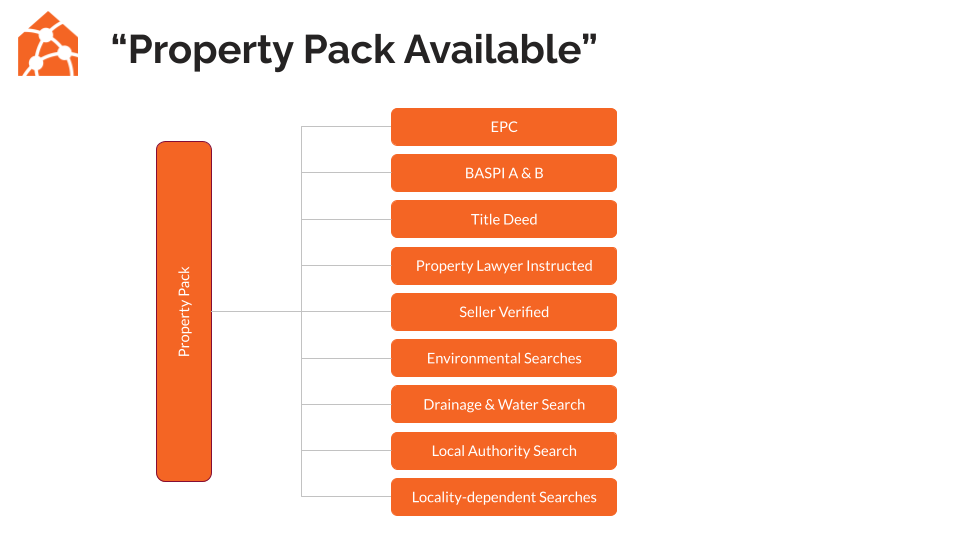 “Property Pack Available”
Property Pack
EPC
BASPI A & B
Title Deed
Property Lawyer Instructed
Seller Verified
Environmental Searches
Drainage & Water Search
Local Authority Search
Locality-dependent Searches